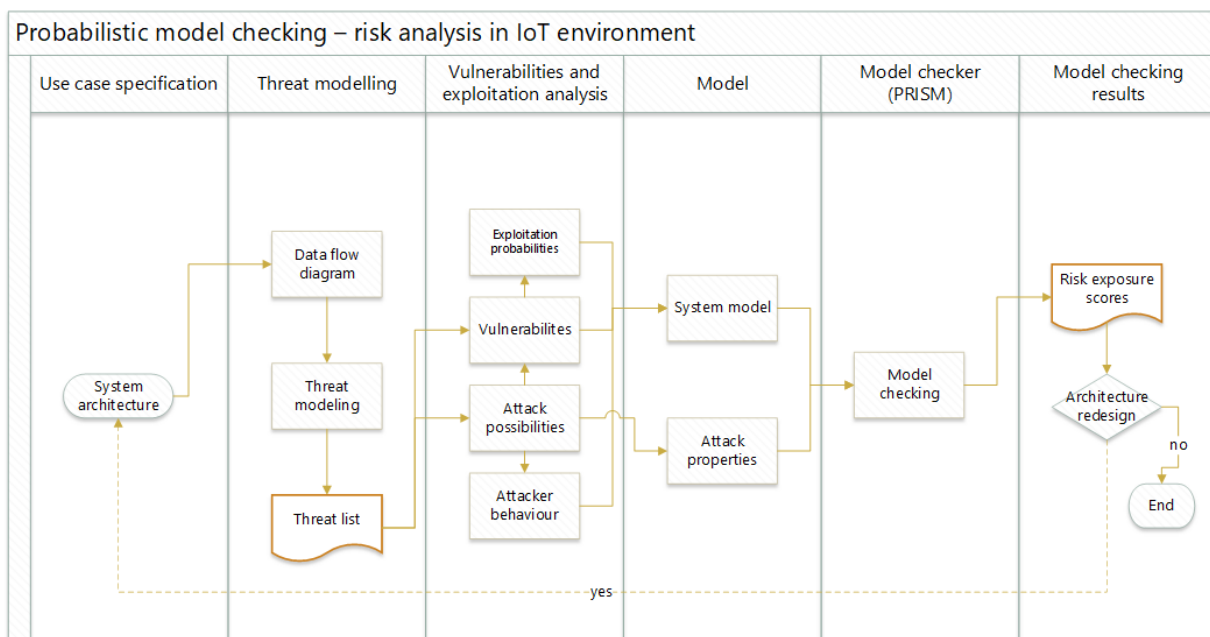 Probabilistic model checking – risk analysis in IoT environment
Use case specification
Threat modelling
Vulnerabilities and
exploitation analysis
Model
Model checker
(PRISM)
Model checking
results
System
architecture
Data flow
diagram
Threat
modeling
Threat list
Exploitation
probabilities
Vulnerabilites
Attack
possibilities
Attacker
behaviour
System model
Attack
properties
Model
checking
Risk exposure
scores
Architecture
redesign
no
End
yes